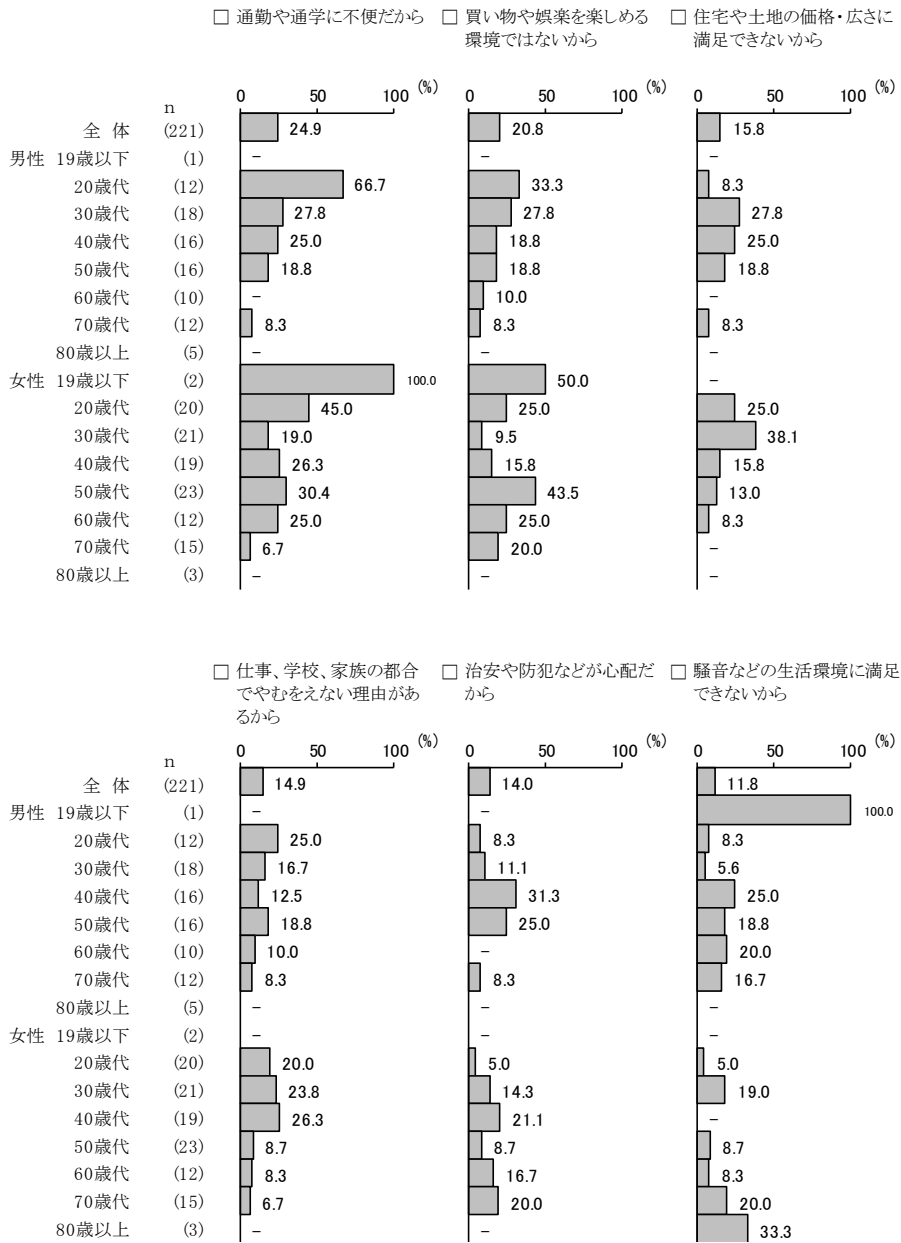 □ 通勤や通学に不便だから □ 買い物や娯楽を楽しめる環境ではないから □ 住宅や土地の価格・広さに満足できないから
0 50 100 (%) 0 50 100 (%) 0 50 100 (%)
n
全 体 (221) 24.9 20.8 15.8
男性 19歳以下 (1) － － －
20歳代 (12) 66.7 33.3 8.3
30歳代 (18) 27.8 27.8 27.8
40歳代 (16) 25.0 18.8 25.0
50歳代 (16) 18.8 18.8 18.8
60歳代 (10) － 10.0 －
70歳代 (12) 8.3 8.3 8.3
80歳以上 (5) － － －
女性 19歳以下 (2) 100.0 50.0 －
20歳代 (20) 45.0 25.0 25.0
30歳代 (21) 19.0 9.5 38.1
40歳代 (19) 26.3 15.8 15.8
50歳代 (23) 30.4 43.5 13.0
60歳代 (12) 25.0 25.0 8.3
70歳代 (15) 6.7 20.0 －
80歳以上 (3) － － －
□ 仕事、学校、家族の都合でやむをえない理由があるから □ 治安や防犯などが心配だから □ 騒音などの生活環境に満足できないから
0 50 100 (%) 0 50 100 (%) 0 50 100 (%)
n
全 体 (221) 14.9 14.0 11.8
男性 19歳以下 (1) － － 100.0
20歳代 (12) 25.0 8.3 8.3
30歳代 (18) 16.7 11.1 5.6
40歳代 (16) 12.5 31.3 25.0
50歳代 (16) 18.8 25.0 18.8
60歳代 (10) 10.0 － 20.0
70歳代 (12) 8.3 8.3 16.7
80歳以上 (5) － － －
女性 19歳以下 (2) － － －
20歳代 (20) 20.0 5.0 5.0
30歳代 (21) 23.8 14.3 19.0
40歳代 (19) 26.3 21.1 －
50歳代 (23) 8.7 8.7 8.7
60歳代 (12) 8.3 16.7 8.3
70歳代 (15) 6.7 20.0 20.0
80歳以上 (3) － － 33.3